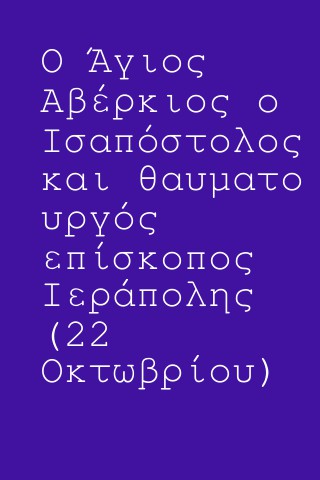 Ο Άγιος
Αβέρκιος ο
Ισαπόστολος
και θαυματο
υργός
επίσκοπος
Ιεράπολης
(22
Οκτωβρίου)